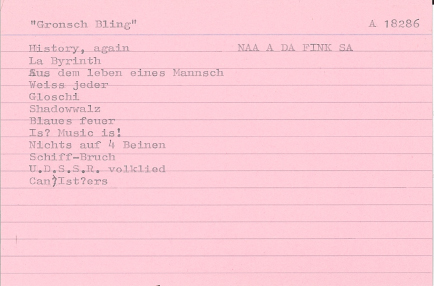 "Gronsch Bling" A 18286
History, again NAA A DA FINK SA
La Byrinth
Aus dem leben eines Mannsch
Weiss jeder
Gloschi
Shadowwalz
Blaues feuer
Is? Music is!
Nichts auf 4 Beinen
Schiff-Bruch
U.D.S.S.R. volklied
Can?Ist?ers